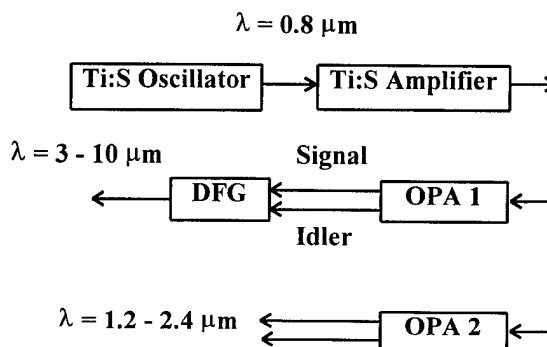 λ = 0.8 μm
Ti:S Oscillator
Ti:S Amplifier
λ = 3 - 10 μm
Signal
DFG
OPA 1
Idler
λ = 1.2 - 2.4 μm
OPA 2